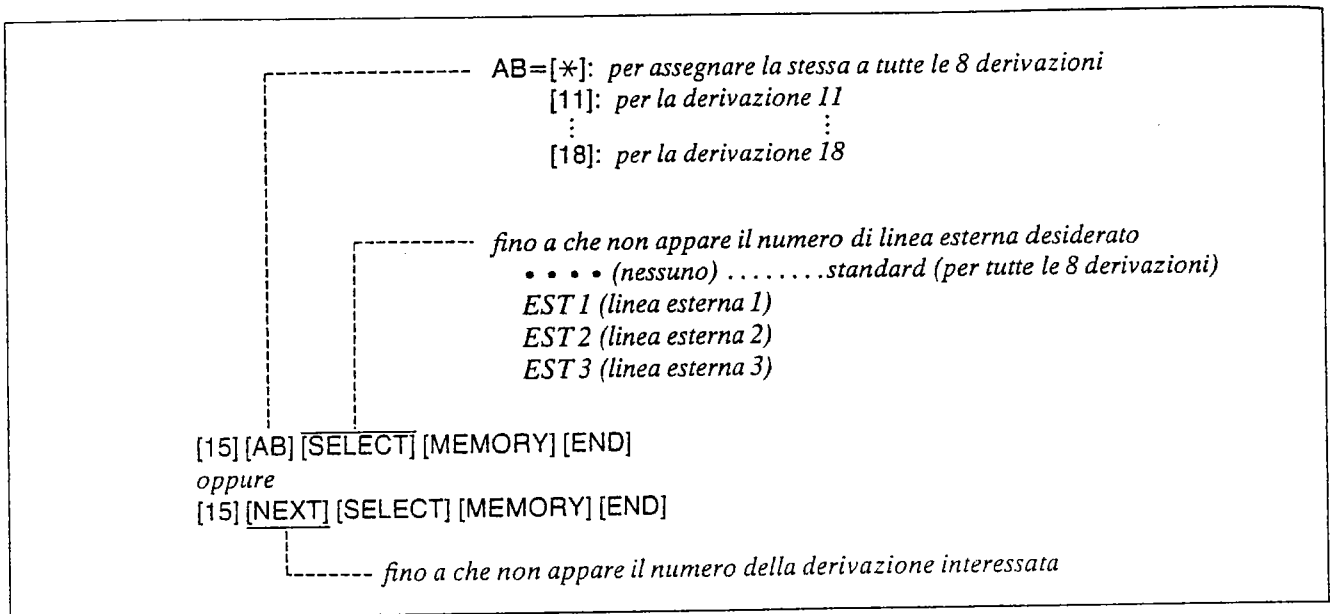 AB=[✳]: per assegnare la stessa a tutte le 8 derivazioni
[11]: per la derivazione 11
⋮ ⋮
[18]: per la derivazione 18
fino a che non appare il numero di linea esterna desiderato
• • • • (nessuno) ........standard (per tutte le 8 derivazioni)
EST 1 (linea esterna 1)
EST 2 (linea esterna 2)
EST 3 (linea esterna 3)
[15] [AB] [SELECT] [MEMORY] [END]
oppure
[15] [NEXT] [SELECT] [MEMORY] [END]
fino a che non appare il numero della derivazione interessata